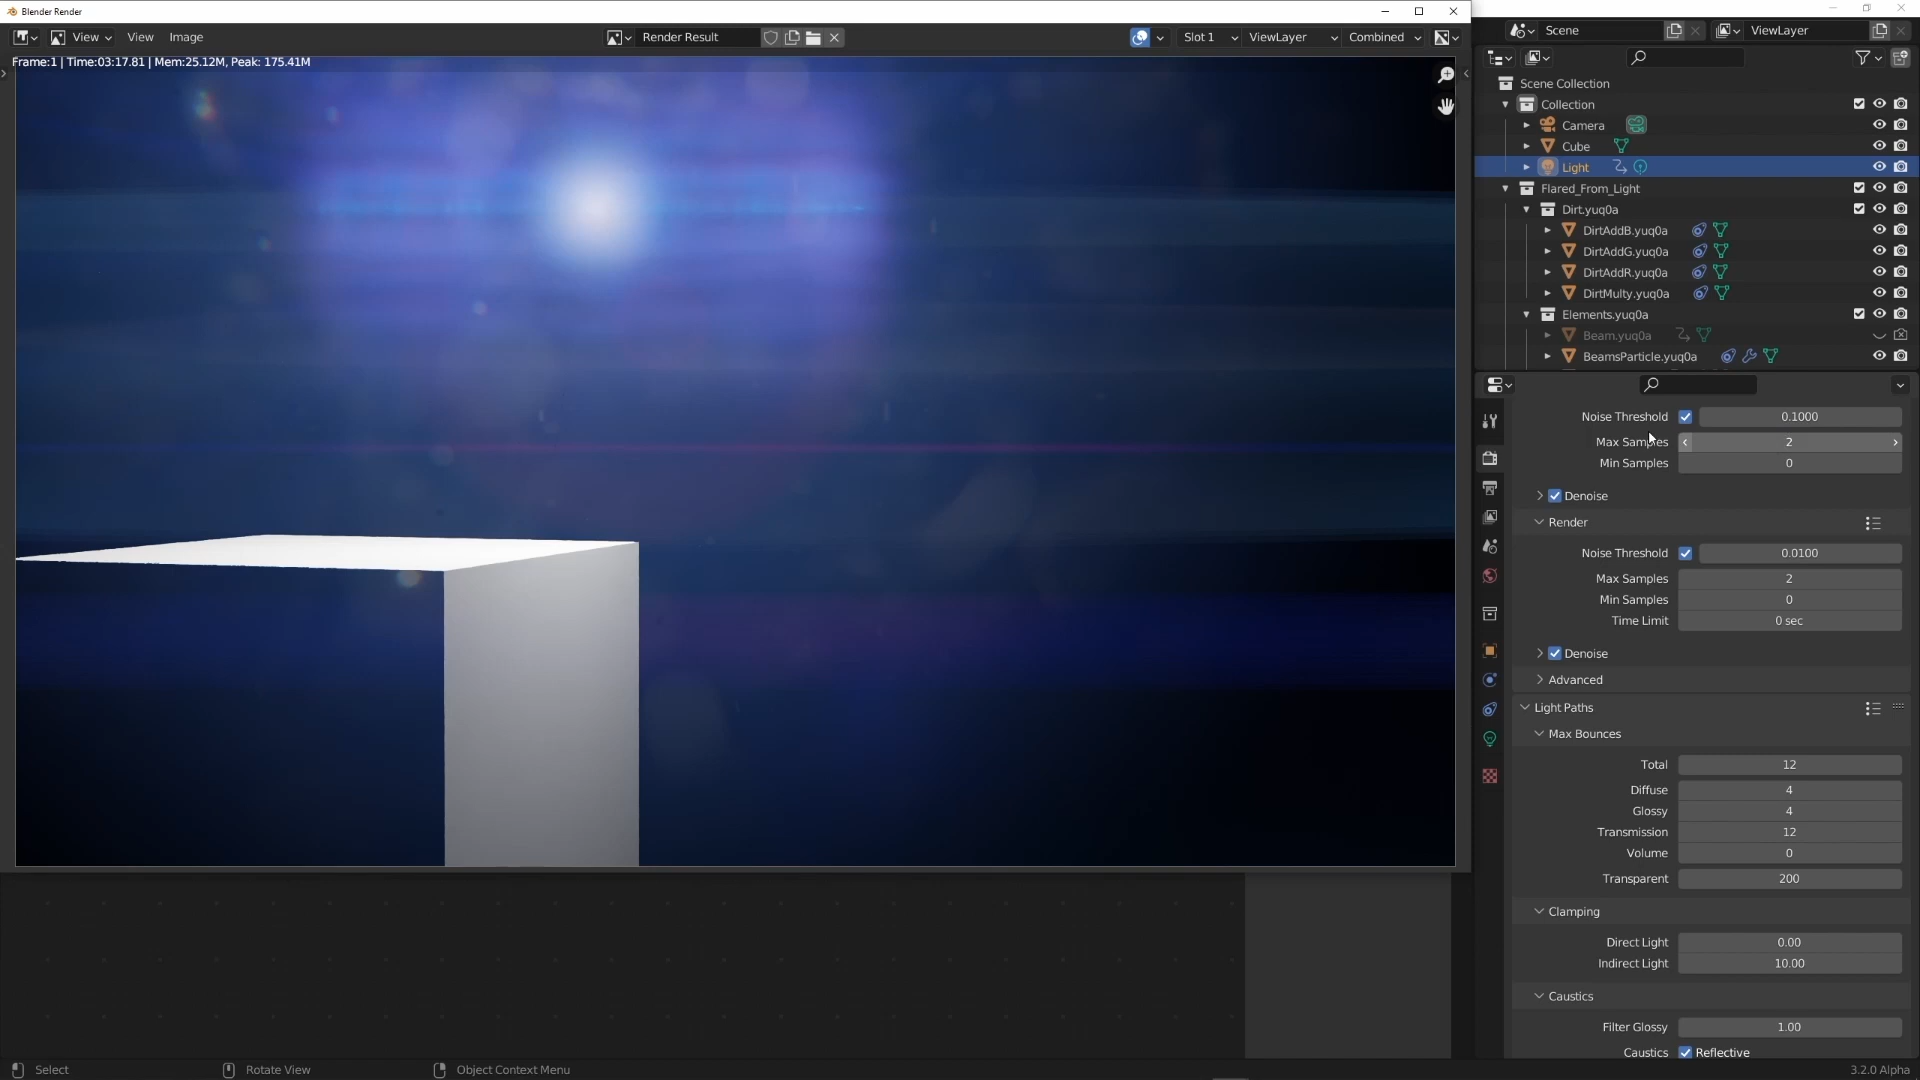 Blender Render
View View Image Render Result Slot 1 ViewLayer Combined
Frame:1 | Time:03:17.81 | Mem:25.12M, Peak: 175.41M
Scene ViewLayer
Scene Collection
Collection
Camera
Cube
Light
Flared_From_Light
Dirt.yuq0a
DirtAddB.yuq0a
DirtAddG.yuq0a
DirtAddR.yuq0a
DirtMulty.yuq0a
Elements.yuq0a
Beam.yuq0a
BeamsParticle.yuq0a
Noise Threshold 0.1000
Max Samples 2
Min Samples 0
Denoise
Render
Noise Threshold 0.0100
Max Samples 2
Min Samples 0
Time Limit 0 sec
Denoise
Advanced
Light Paths
Max Bounces
Total 12
Diffuse 4
Glossy 4
Transmission 12
Volume 0
Transparent 200
Clamping
Direct Light 0.00
Indirect Light 10.00
Caustics
Filter Glossy 1.00
Caustics Reflective
Select Rotate View Object Context Menu 3.2.0 Alpha